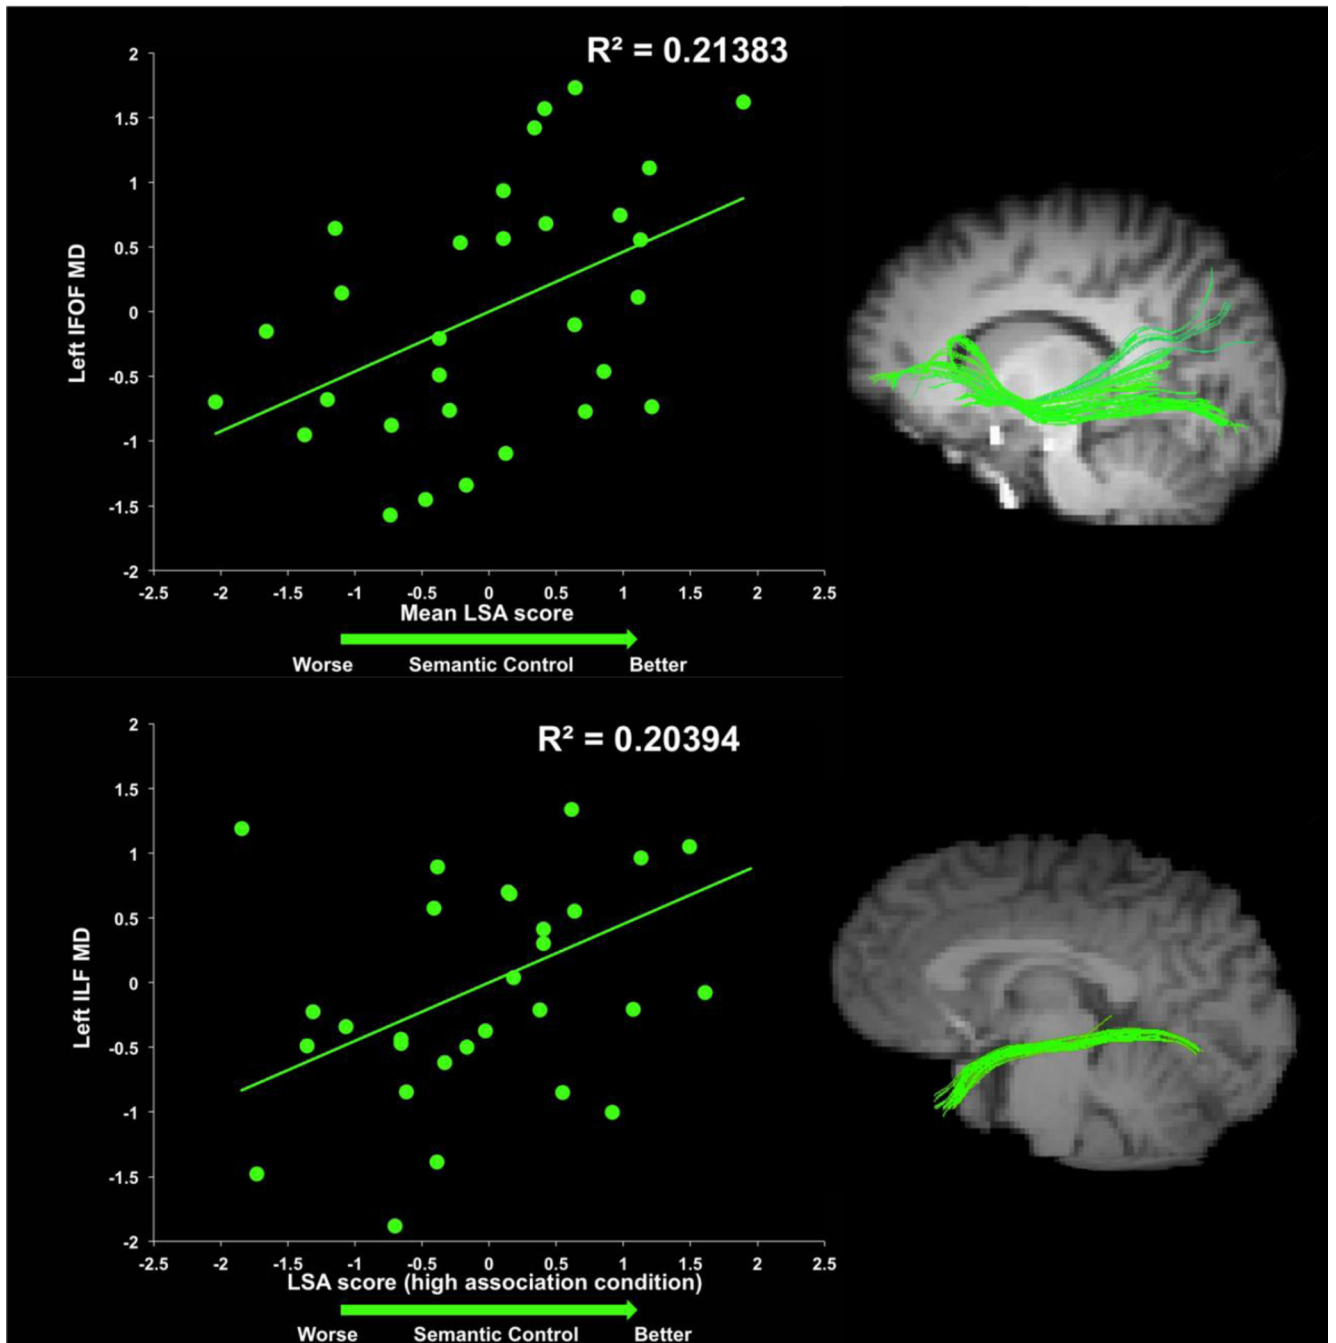 R² = 0.21383
2
1.5
1
0.5
0
-0.5
-1
-1.5
-2
Left IFOF MD
-2.5 -2 -1.5 -1 -0.5 0 0.5 1 1.5 2 2.5
Mean LSA score
Worse Semantic Control Better
R² = 0.20394
2
1.5
1
0.5
0
-0.5
-1
-1.5
-2
Left ILF MD
-2.5 -2 -1.5 -1 -0.5 0 0.5 1 1.5 2 2.5
LSA score (high association condition)
Worse Semantic Control Better